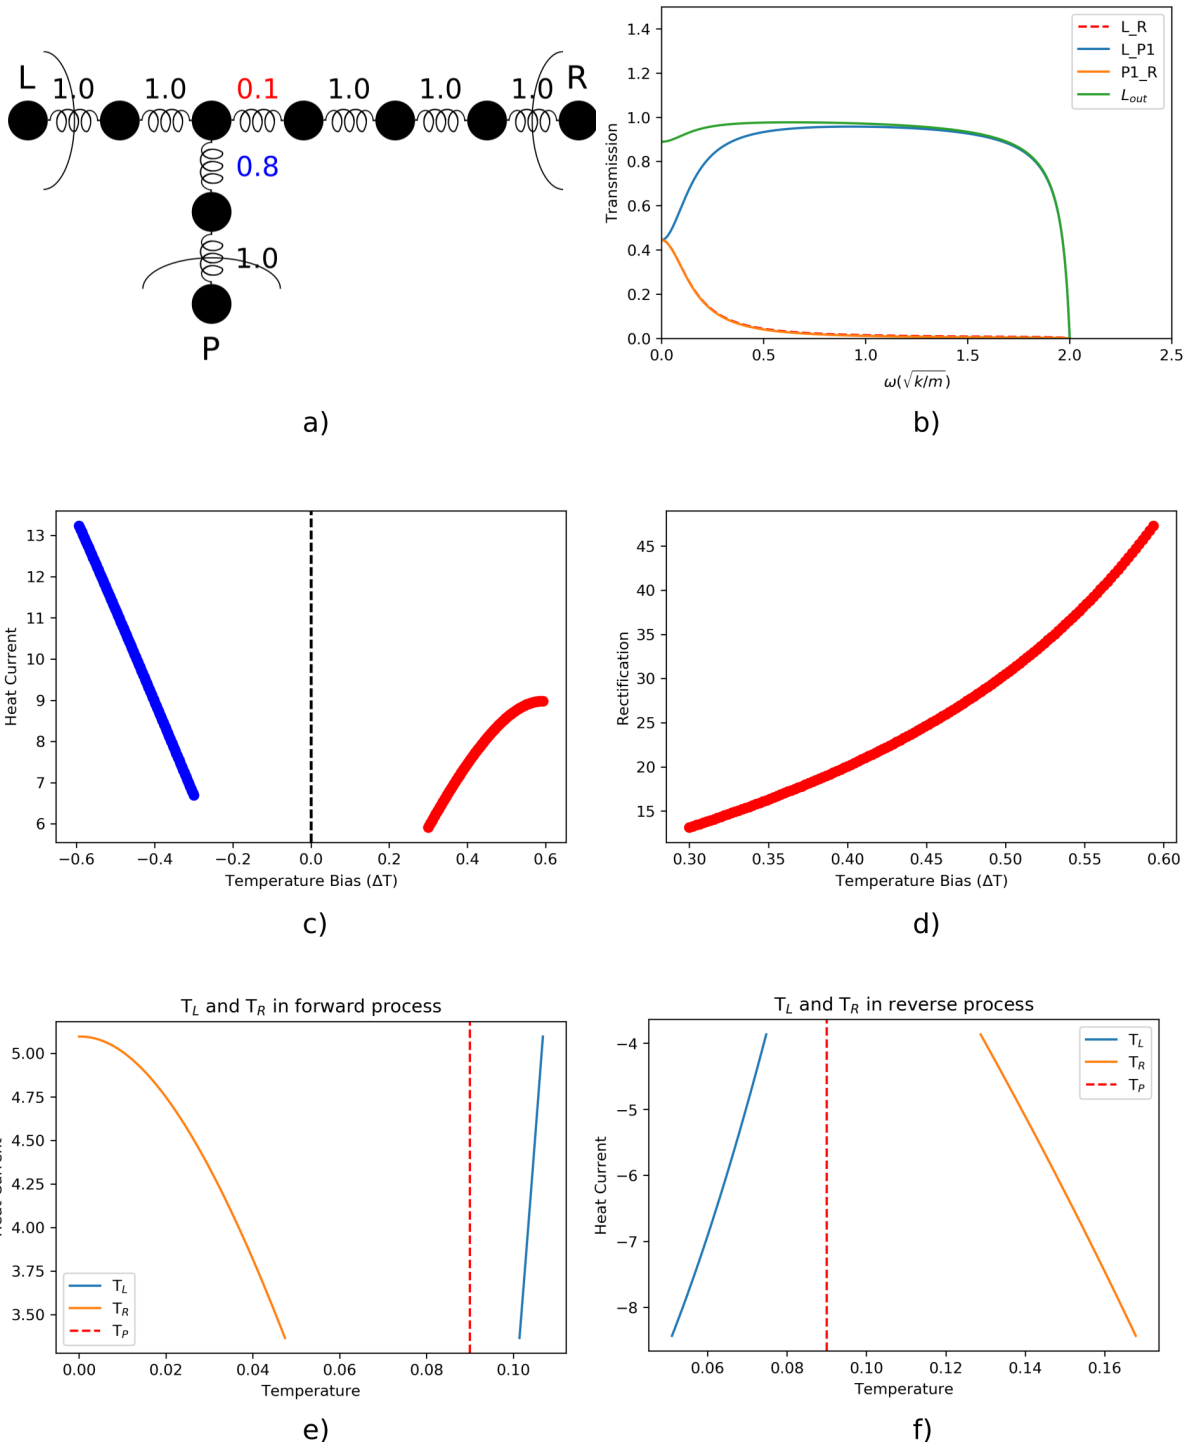 L 1.0 1.0 0.1 1.0 1.0 1.0 R
0.8
1.0
P
a)
Transmission
1.4
1.2
1.0
0.8
0.6
0.4
0.2
0.0
0.0 0.5 1.0 1.5 2.0 2.5
ω(√k/m)
L_R
L_P1
P1_R
L_out
b)
Heat Current
13
12
11
10
9
8
7
6
−0.6 −0.4 −0.2 0.0 0.2 0.4 0.6
Temperature Bias (ΔT)
c)
Rectification
45
40
35
30
25
20
15
0.30 0.35 0.40 0.45 0.50 0.55 0.60
Temperature Bias (ΔT)
d)
T_L and T_R in forward process
5.00
4.75
4.50
4.25
4.00
3.75
3.50
T_L
T_R
T_P
0.00 0.02 0.04 0.06 0.08 0.10
Temperature
e)
T_L and T_R in reverse process
Heat Current
−4
−5
−6
−7
−8
T_L
T_R
T_P
0.06 0.08 0.10 0.12 0.14 0.16
Temperature
f)